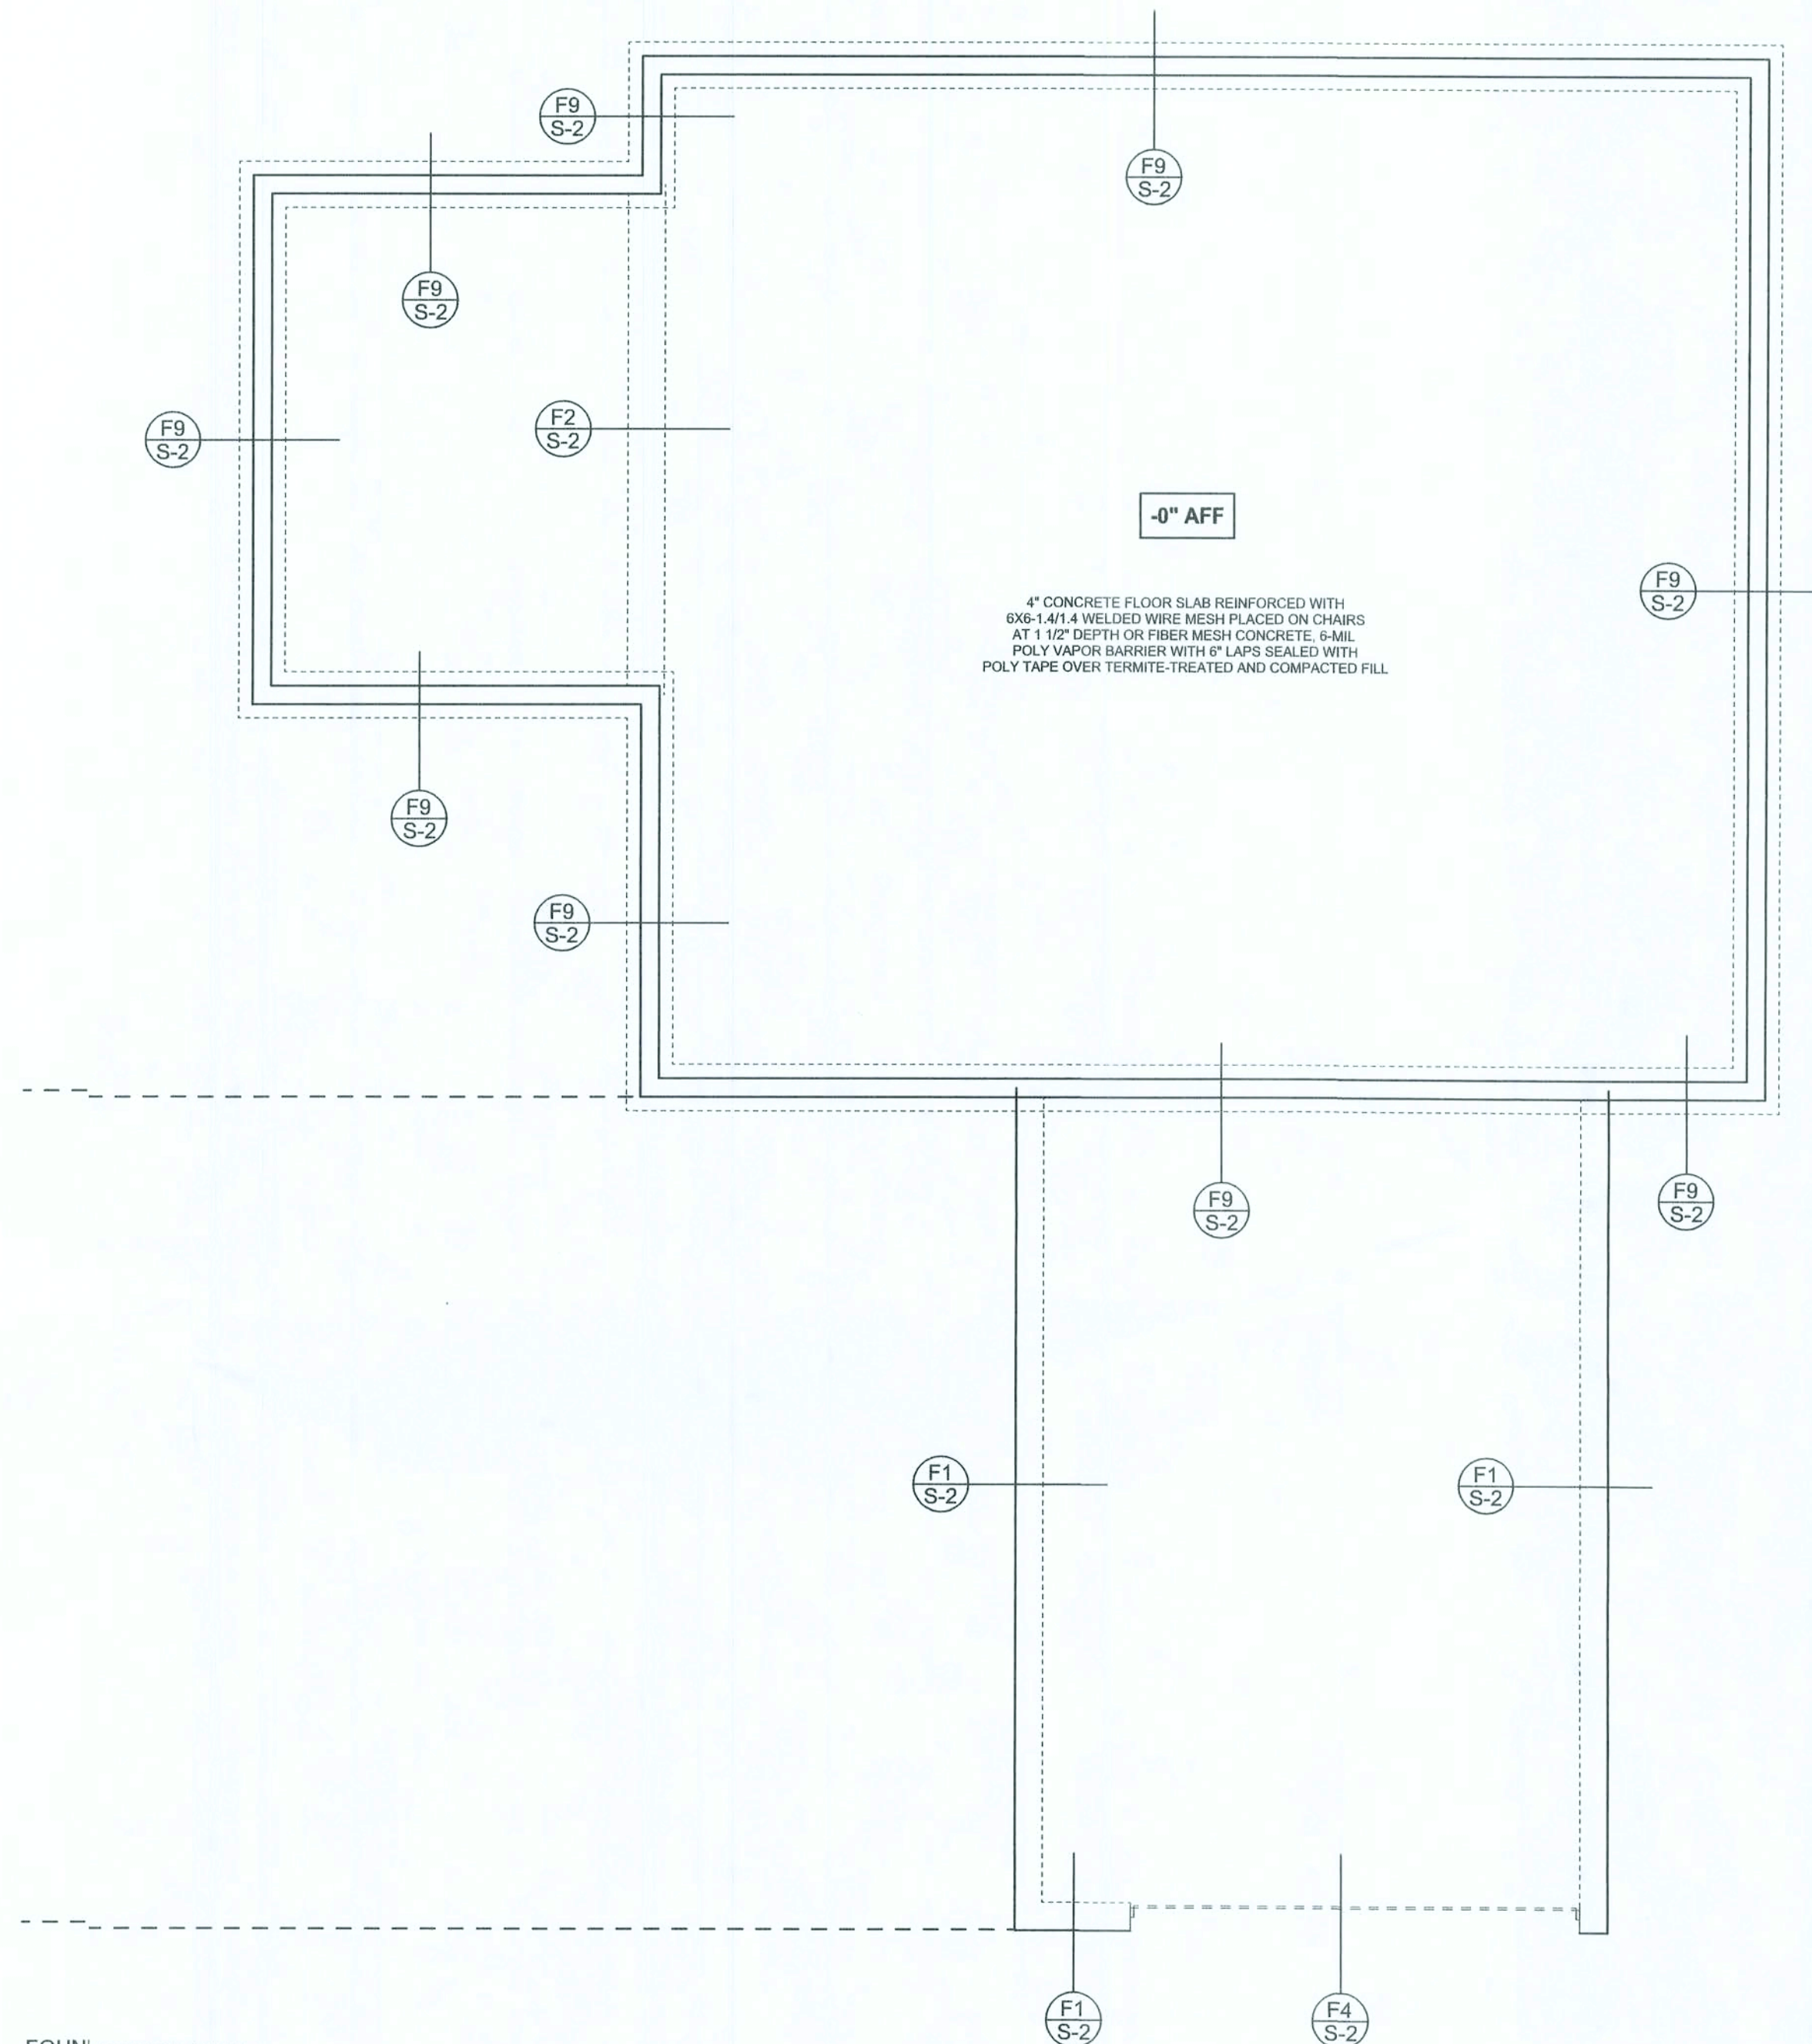 F9
S-2
F9
S-2
F9
S-2
F9
S-2
F2
S-2
-0" AFF
F9
S-2
4" CONCRETE FLOOR SLAB REINFORCED WITH
6X6-1.4/1.4 WELDED WIRE MESH PLACED ON CHAIRS
AT 1 1/2" DEPTH OR FIBER MESH CONCRETE, 6-MIL
POLY VAPOR BARRIER WITH 6" LAPS SEALED WITH
POLY TAPE OVER TERMITE-TREATED AND COMPACTED FILL
F9
S-2
F9
S-2
F9
S-2
F9
S-2
F1
S-2
F1
S-2
F1
S-2
F4
S-2